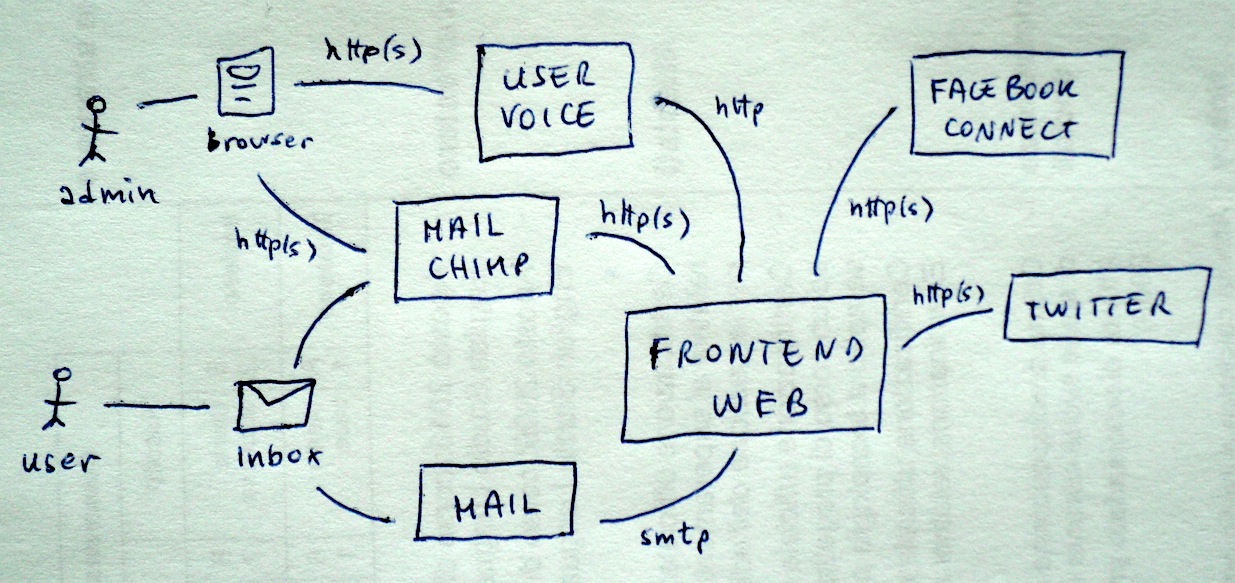 http(s)
USER
VOICE
http
FACEBOOK
CONNECT
browser
admin
http(s)
MAIL
CHIMP
http(s)
http(s)
http(s)
TWITTER
FRONTEND
WEB
user
inbox
MAIL
smtp